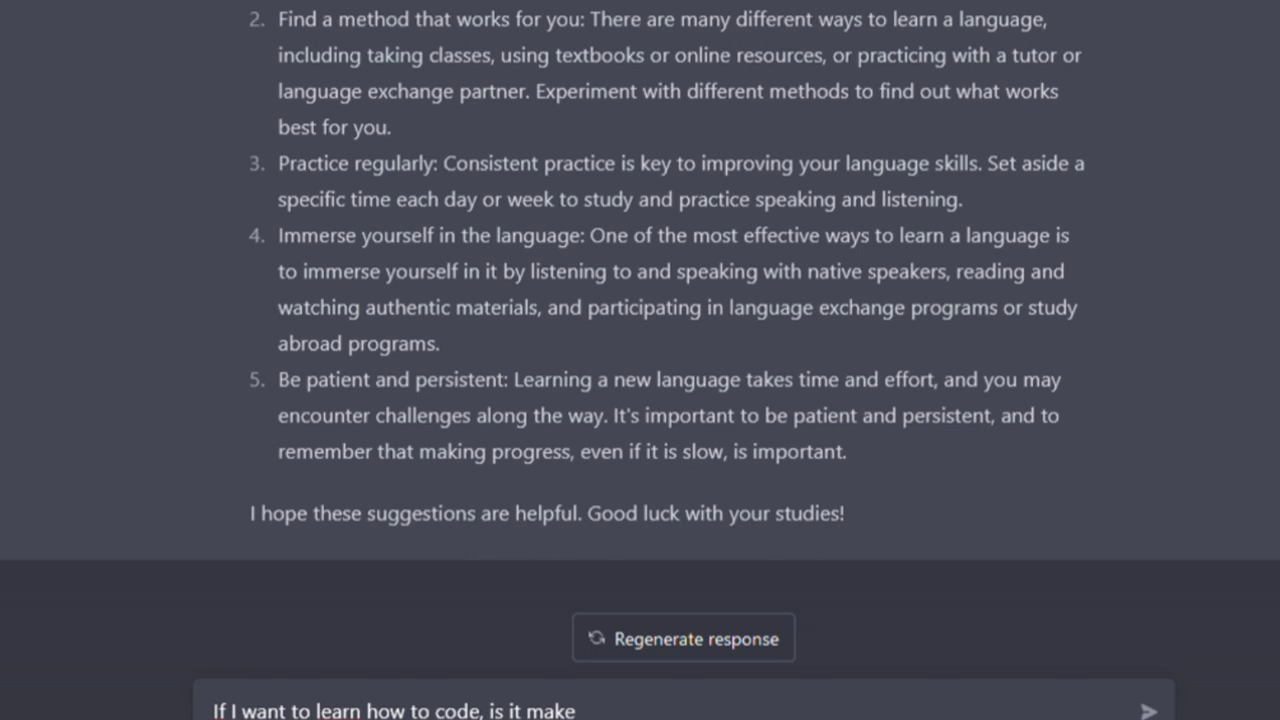 2. Find a method that works for you: There are many different ways to learn a language,
including taking classes, using textbooks or online resources, or practicing with a tutor or
language exchange partner. Experiment with different methods to find out what works
best for you.
3. Practice regularly: Consistent practice is key to improving your language skills. Set aside a
specific time each day or week to study and practice speaking and listening.
4. Immerse yourself in the language: One of the most effective ways to learn a language is
to immerse yourself in it by listening to and speaking with native speakers, reading and
watching authentic materials, and participating in language exchange programs or study
abroad programs.
5. Be patient and persistent: Learning a new language takes time and effort, and you may
encounter challenges along the way. It's important to be patient and persistent, and to
remember that making progress, even if it is slow, is important.
I hope these suggestions are helpful. Good luck with your studies!
Regenerate response
If I want to learn how to code, is it make